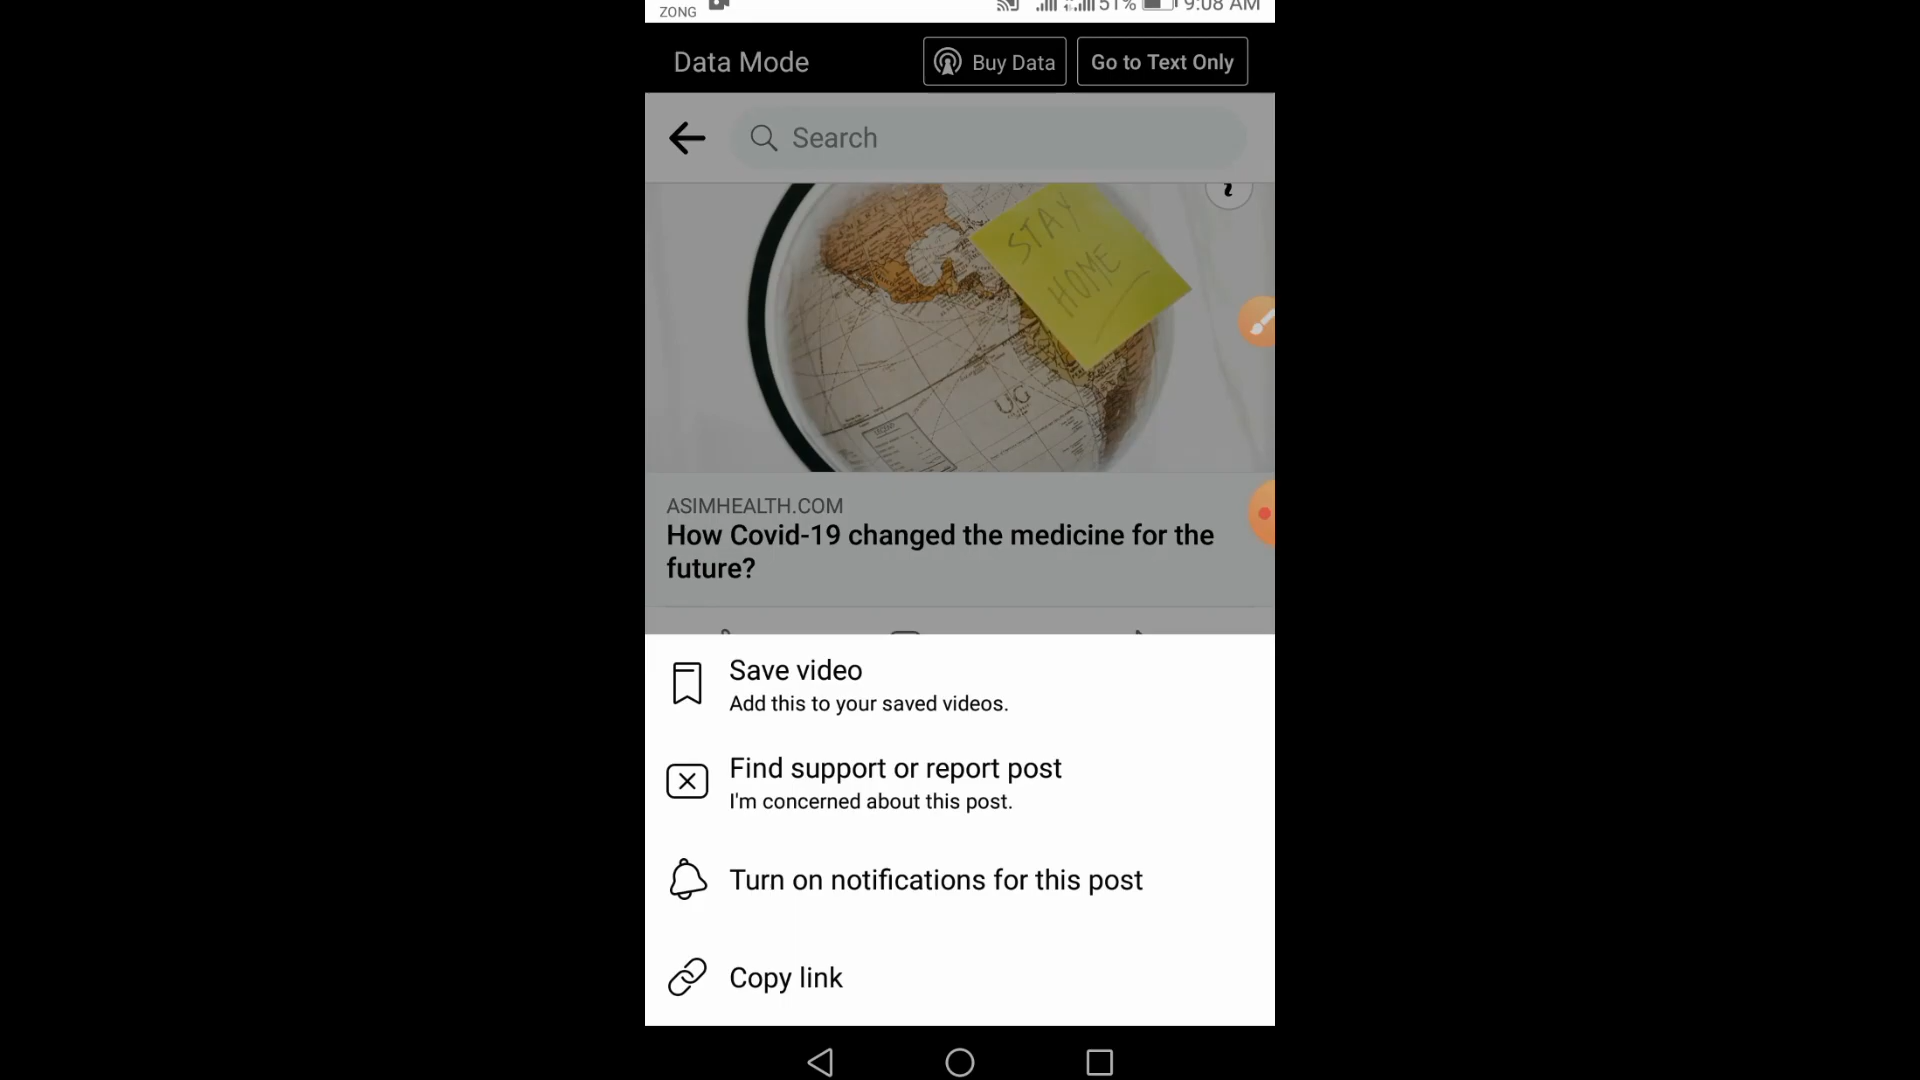 ZONG 51% 9:08 AM
Data Mode Buy Data Go to Text Only
Search
STAY
HOME
UG
ASIMHEALTH.COM
How Covid-19 changed the medicine for the
future?
Save video
Add this to your saved videos.
Find support or report post
I'm concerned about this post.
Turn on notifications for this post
Copy link